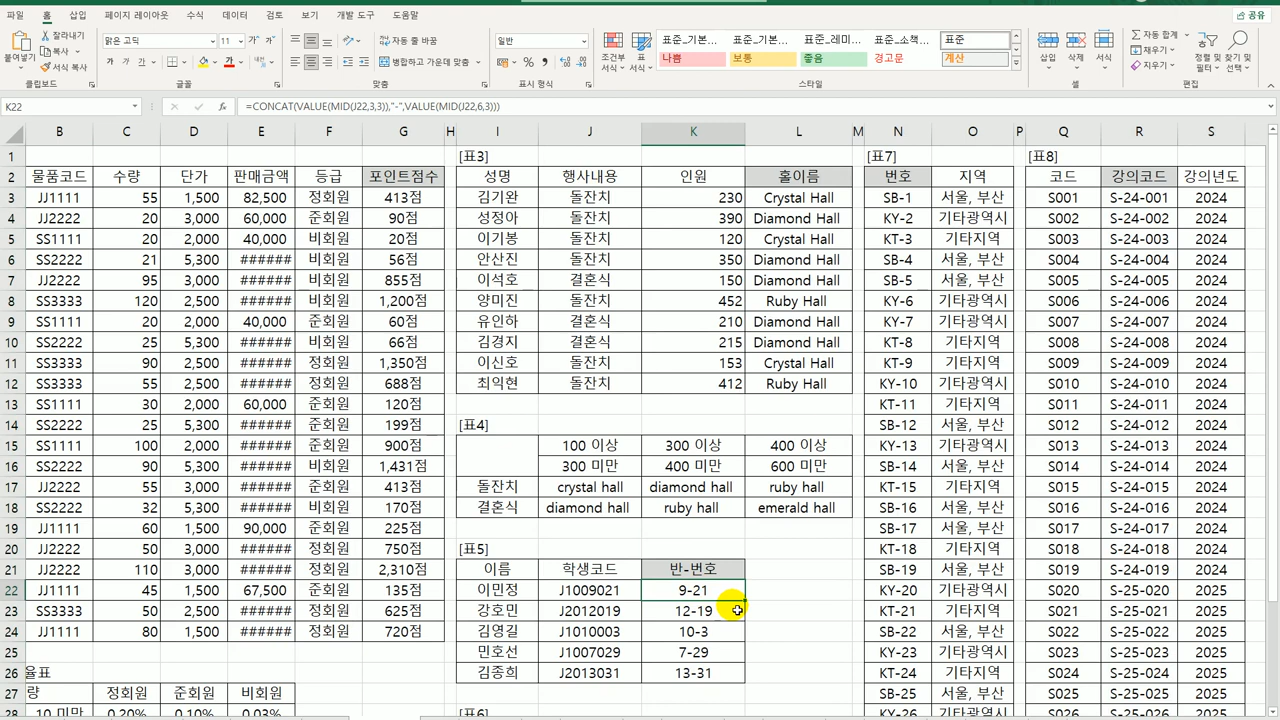 파일 홈 삽입 페이지 레이아웃 수식 데이터 검토 보기 개발 도구 도움말 공유
잘라내기
복사
서식 복사
붙여넣기
클립보드
맑은 고딕 11
가 가 가
글꼴
자동 줄 바꿈
병합하고 가운데 맞춤
맞춤
일반
%
표시 형식
조건부 서식 표 서식
표준_기본... 표준_기본... 표준_레미... 표준_소책... 표준
나쁨 보통 좋음 경고문 계산
스타일
삽입 삭제 서식
셀
자동 합계
채우기
지우기
정렬 및 필터 찾기 및 선택
편집
K22 =CONCAT(VALUE(MID(J22,3,3)),"-",VALUE(MID(J22,6,3)))
B C D E F G H I J K L M N O P Q R S
1 [표3] [표7] [표8]
2 물품코드 수량 단가 판매금액 등급 포인트점수 성명 행사내용 인원 홀이름 번호 지역 코드 강의코드 강의년도
3 JJ1111 55 1,500 82,500 정회원 413점 김기완 돌잔치 230 Crystal Hall SB-1 서울, 부산 S001 S-24-001 2024
4 JJ2222 20 3,000 60,000 준회원 90점 성정아 돌잔치 390 Diamond Hall KY-2 기타광역시 S002 S-24-002 2024
5 SS1111 20 2,000 40,000 비회원 20점 이기봉 돌잔치 120 Crystal Hall KT-3 기타지역 S003 S-24-003 2024
6 SS2222 21 5,300 ###### 비회원 56점 안산진 돌잔치 350 Diamond Hall SB-4 서울, 부산 S004 S-24-004 2024
7 JJ2222 95 3,000 ###### 정회원 855점 이석호 결혼식 150 Diamond Hall SB-5 서울, 부산 S005 S-24-005 2024
8 SS3333 120 2,500 ###### 비회원 1,200점 양미진 돌잔치 452 Ruby Hall KY-6 기타광역시 S006 S-24-006 2024
9 SS1111 20 2,000 40,000 준회원 60점 유인하 결혼식 210 Diamond Hall KY-7 기타광역시 S007 S-24-007 2024
10 SS2222 25 5,300 ###### 비회원 66점 김경지 결혼식 215 Diamond Hall KT-8 기타지역 S008 S-24-008 2024
11 SS3333 90 2,500 ###### 정회원 1,350점 이신호 돌잔치 153 Crystal Hall KT-9 기타지역 S009 S-24-009 2024
12 SS3333 55 2,500 ###### 정회원 688점 최익현 돌잔치 412 Ruby Hall KY-10 기타광역시 S010 S-24-010 2024
13 SS1111 30 2,000 60,000 준회원 120점 KT-11 기타지역 S011 S-24-011 2024
14 SS2222 25 5,300 ###### 준회원 199점 [표4] SB-12 서울, 부산 S012 S-24-012 2024
15 SS1111 100 2,000 ###### 준회원 900점 100 이상 300 이상 400 이상 KY-13 기타광역시 S013 S-24-013 2024
16 SS2222 90 5,300 ###### 비회원 1,431점 300 미만 400 미만 600 미만 SB-14 서울, 부산 S014 S-24-014 2024
17 JJ2222 55 3,000 ###### 준회원 413점 돌잔치 crystal hall diamond hall ruby hall KT-15 기타지역 S015 S-24-015 2024
18 SS2222 32 5,300 ###### 비회원 170점 결혼식 diamond hall ruby hall emerald hall SB-16 서울, 부산 S016 S-24-016 2024
19 JJ1111 60 1,500 90,000 준회원 225점 SB-17 서울, 부산 S017 S-24-017 2024
20 JJ2222 50 3,000 ###### 정회원 750점 [표5] KT-18 기타지역 S018 S-24-018 2024
21 JJ2222 110 3,000 ###### 정회원 2,310점 이름 학생코드 반-번호 SB-19 서울, 부산 S019 S-24-019 2024
22 JJ1111 45 1,500 67,500 준회원 135점 이민정 J1009021 9-21 KY-20 기타광역시 S020 S-25-020 2025
23 SS3333 50 2,500 ###### 정회원 625점 강호민 J2012019 12-19 KT-21 기타지역 S021 S-25-021 2025
24 JJ1111 80 1,500 ###### 정회원 720점 김영길 J1010003 10-3 SB-22 서울, 부산 S022 S-25-022 2025
25 민호선 J1007029 7-29 KY-23 기타광역시 S023 S-25-023 2025
26 율표 김종희 J2013031 13-31 KT-24 기타지역 S024 S-25-024 2025
27 량 정회원 준회원 비회원 SB-25 서울, 부산 S025 S-25-025 2025
28 10 미만 0.20% 0.10% 0.03% [표6] KY-26 기타광역시 S026 S-25-026 2025